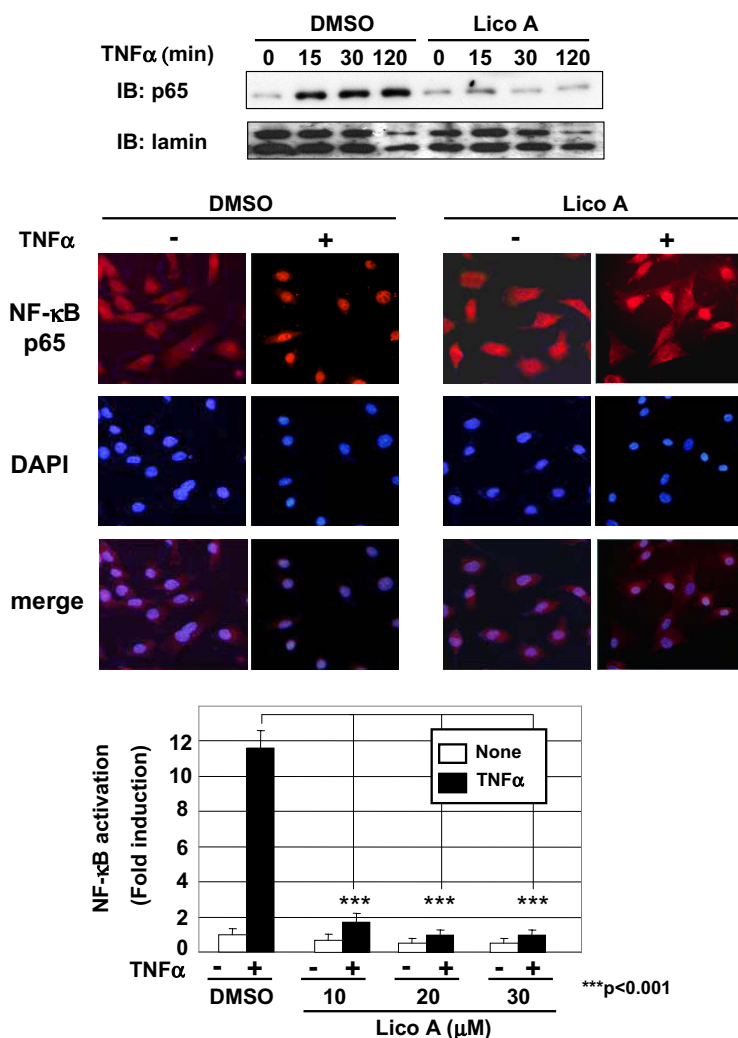 DMSO Lico A
TNFα (min) 0 15 30 120 0 15 30 120
IB: p65
IB: lamin
DMSO Lico A
TNFα - + - +
NF-κB
p65
DAPI
merge
NF-κB activation
(Fold induction)
12
10
8
6
4
2
0
None
TNFα
*** *** ***
TNFα - + - + - + - +
DMSO 10 20 30
Lico A (μM)
***p<0.001